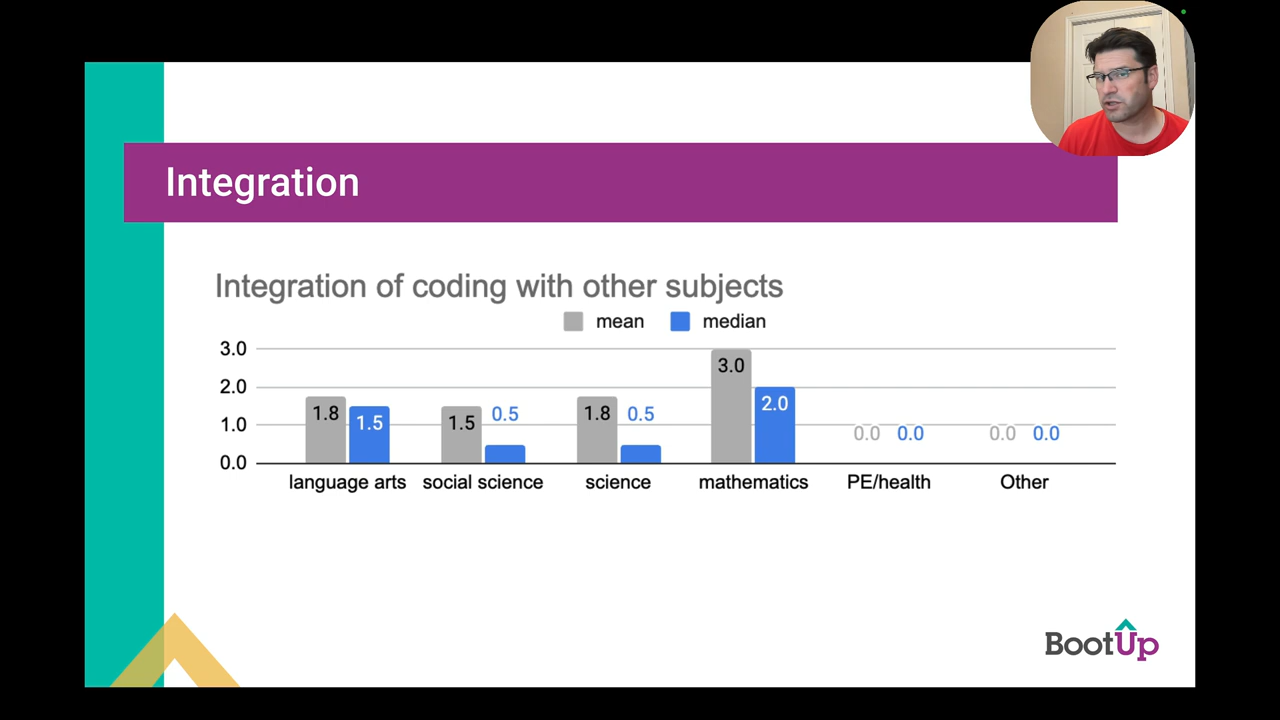 Integration
Integration of coding with other subjects
mean median
3.0
2.0
1.0
0.0
1.8 1.5 1.5 0.5 1.8 0.5 3.0 2.0 0.0 0.0 0.0 0.0
language arts social science science mathematics PE/health Other
BootUp